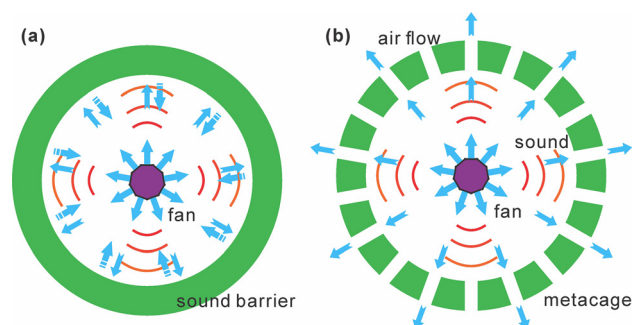 (a)
fan
sound barrier
(b)
air flow
sound
fan
metacage